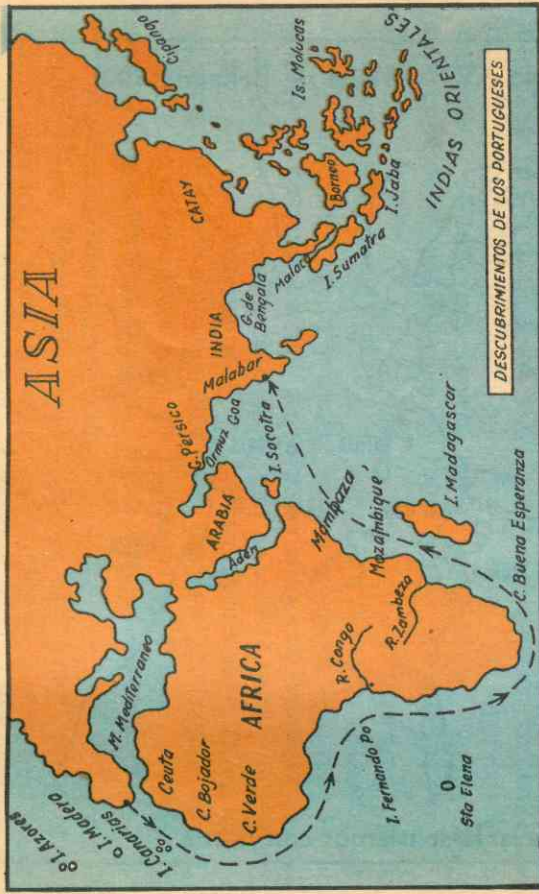 ASIA
Cipango
CATAY
Is. Molucas
Borneo
I. Jaba
INDIAS ORIENTALES
Malaca
I. Sumatra
G. de
Bengala
INDIA
Malabar
G. PERSICO
Ormuz Goa
I. Socotra
ARABIA
Aden
M. Mediterraneo
I. Azores
I. Madera
I. Canarias
Ceuta
C. Bojador
C. Verde
AFRICA
Mombaza
Mozambique
R. Congo
R. Zambeza
I. Madagascar
I. Fernando Po
Sta Elena
C. Buena Esperanza
DESCUBRIMIENTOS DE LOS PORTUGUESES